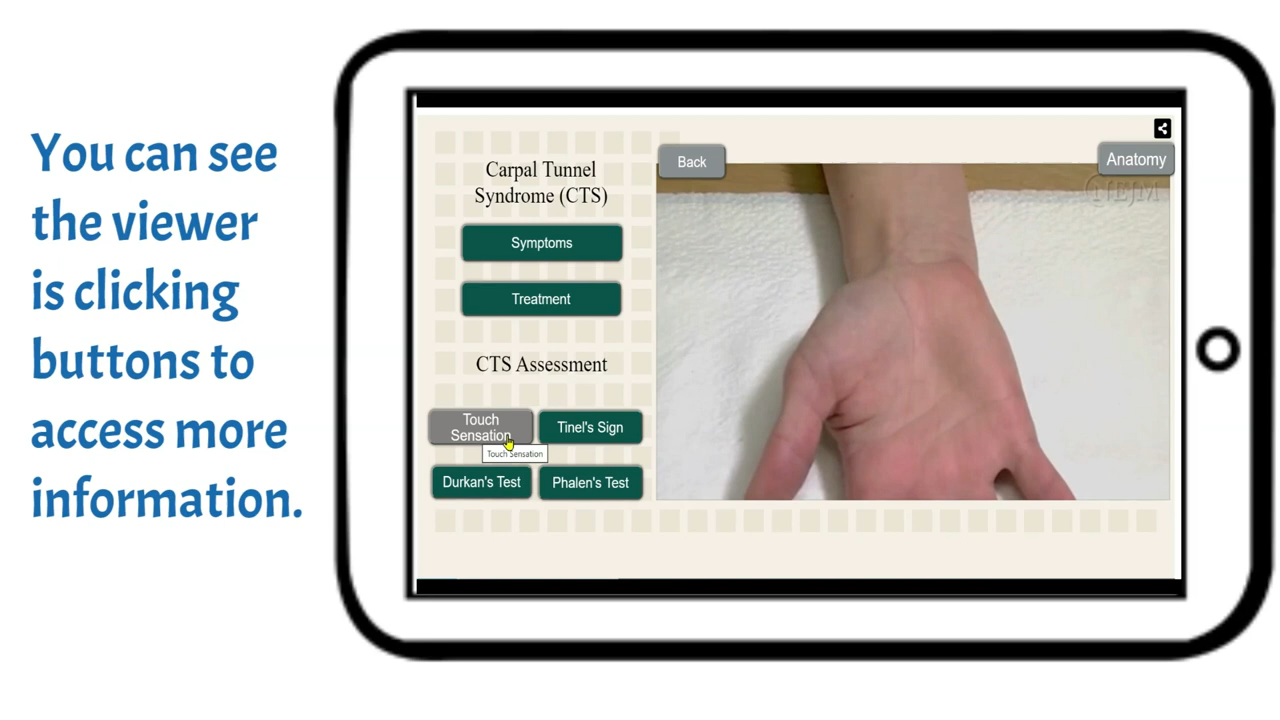 You can see
the viewer
is clicking
buttons to
access more
information.
Carpal Tunnel
Syndrome (CTS)
Symptoms
Treatment
CTS Assessment
Touch
Sensation
Tinel's Sign
Touch Sensation
Durkan's Test
Phalen's Test
Back
Anatomy
NEJM